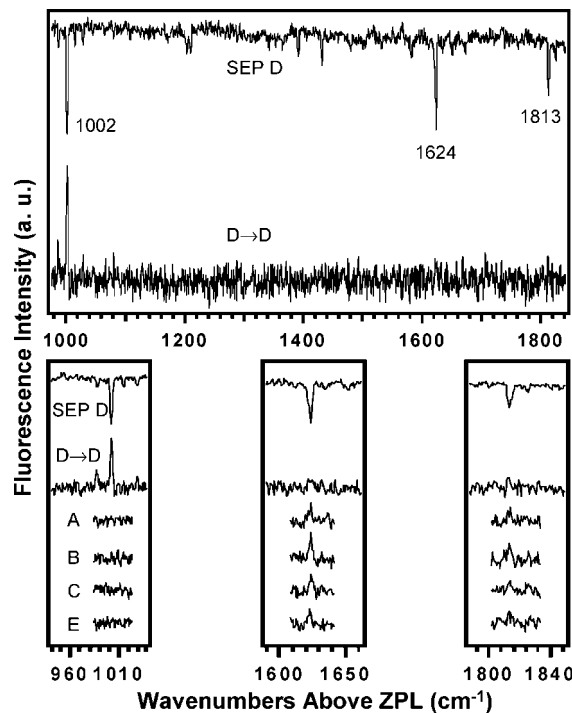 SEP D
1002
1624
1813
D→D
1000 1200 1400 1600 1800
SEP D
D→D
A
B
C
E
960 1010
1600 1650
1800 1840
Wavenumbers Above ZPL (cm⁻¹)
Fluorescence Intensity (a. u.)